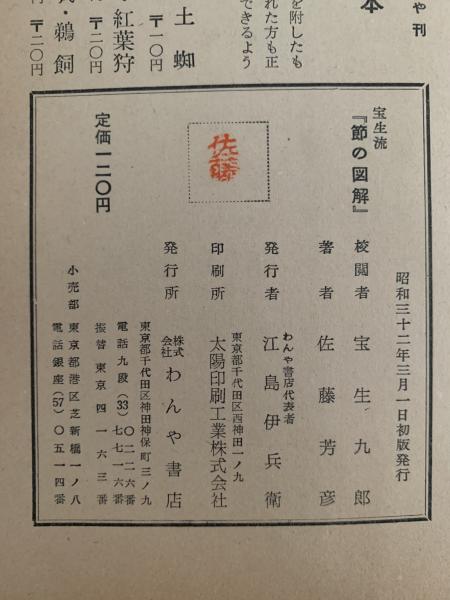 や刊
本
を附したも
れた方も正
できるよう
土蜘
〒一〇円
紅葉狩
〒二〇円
・鵜飼
〒二〇円
宝生流
『節の図解』
定価一二〇円
佐藤
昭和三十二年三月一日初版発行
校閲者 宝生九郎
著者 佐藤芳彦
わんや書店代表者
発行者 江島伊兵衛
東京都千代田区西神田一ノ九
印刷所 太陽印刷工業株式会社
発行所 株式会社 わんや書店
東京都千代田区神田神保町三ノ九
電話九段(33)〇二二六番
七七一六番
振替東京四一六三番
小売部 東京都港区芝新橋一ノ八
電話銀座(57)〇五一四番